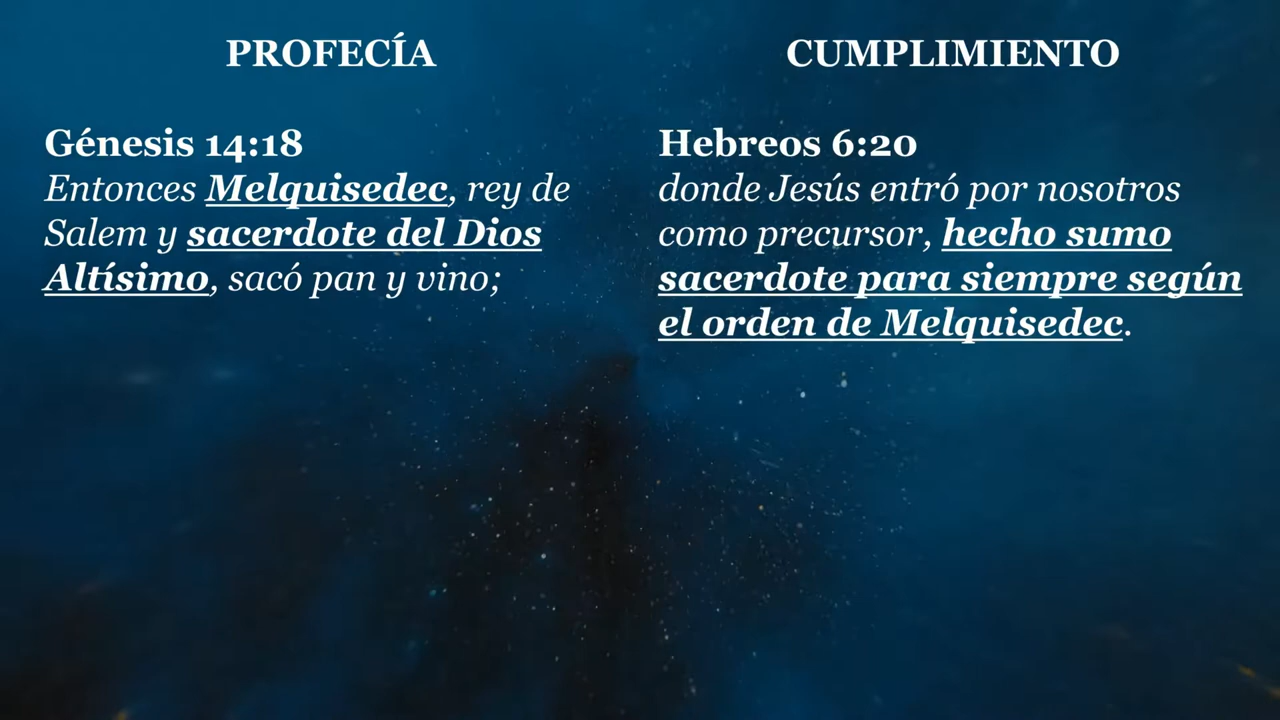 PROFECÍA
Génesis 14:18
Entonces Melquisedec, rey de
Salem y sacerdote del Dios
Altísimo, sacó pan y vino;
CUMPLIMIENTO
Hebreos 6:20
donde Jesús entró por nosotros
como precursor, hecho sumo
sacerdote para siempre según
el orden de Melquisedec.